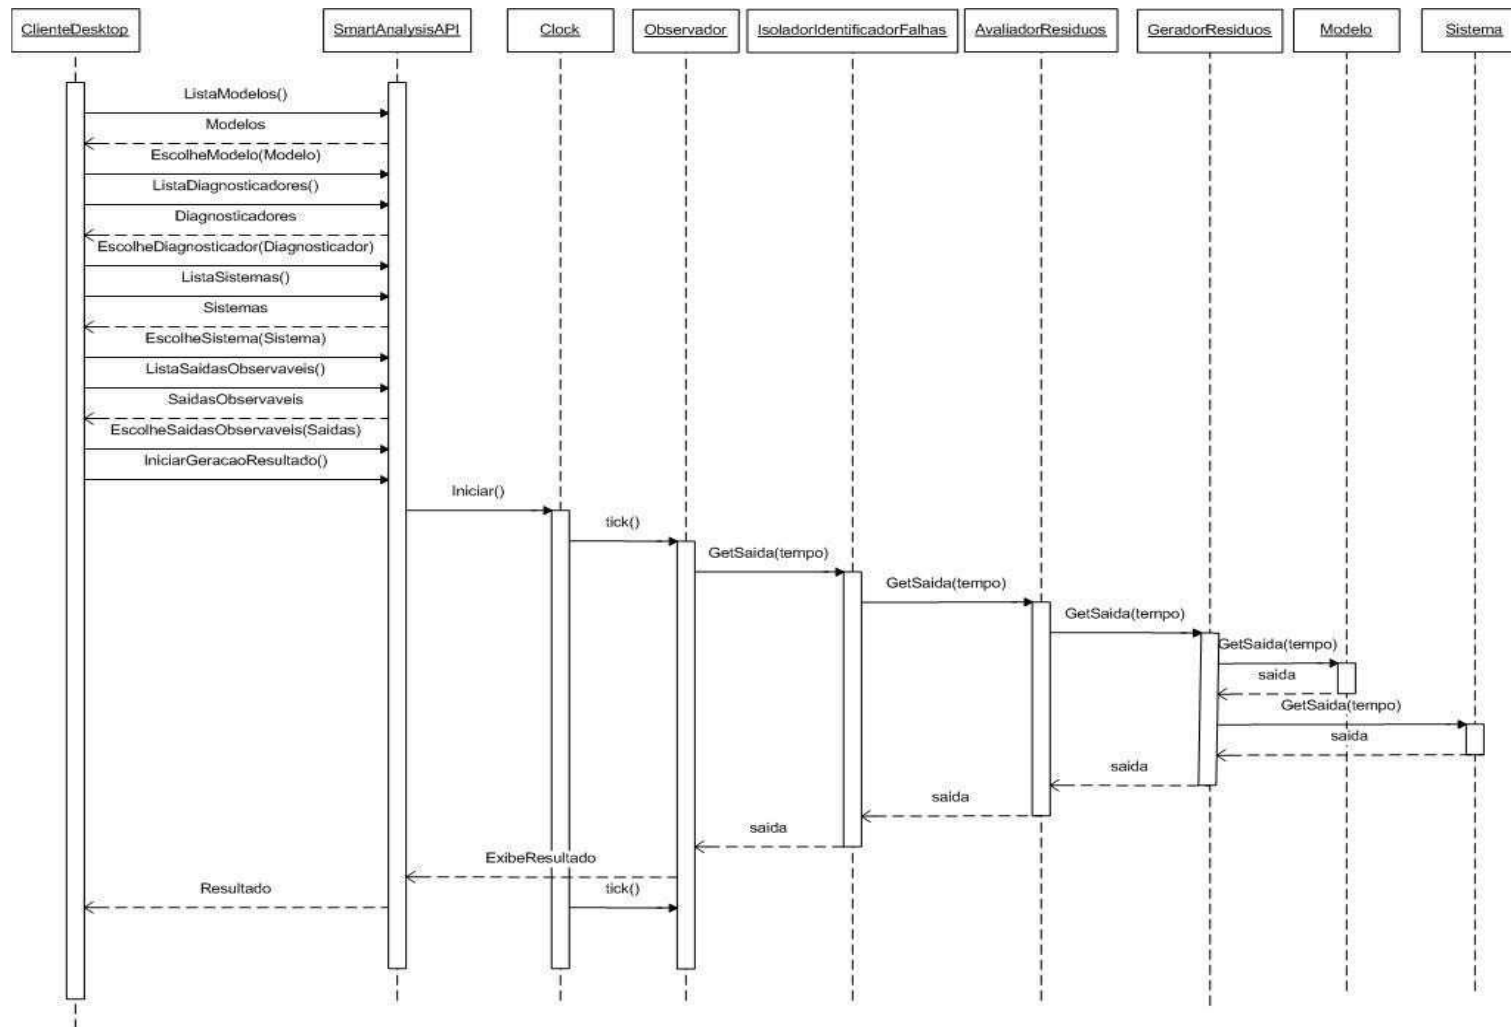 ClienteDesktop
SmartAnalysisAPI
Clock
Observador
IsoladorIdentificadorFalhas
AvaliadorResiduos
GeradorResiduos
Modelo
Sistema
ListaModelos()
Modelos
EscolheModelo(Modelo)
ListaDiagnosticadores()
Diagnosticadores
EscolheDiagnosticador(Diagnosticador)
ListaSistemas()
Sistemas
EscolheSistema(Sistema)
ListaSaidasObservaveis()
SaidasObservaveis
EscolheSaidasObservaveis(Saidas)
IniciarGeracaoResultado()
Iniciar()
tick()
GetSaida(tempo)
GetSaida(tempo)
GetSaida(tempo)
GetSaida(tempo)
saida
GetSaida(tempo)
saida
saida
saida
saida
ExibeResultado
Resultado
tick()